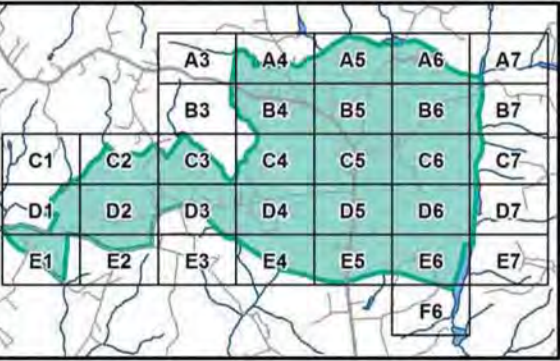 A3 A4 A5 A6 A7
B3 B4 B5 B6 B7
C1 C2 C3 C4 C5 C6 C7
D1 D2 D3 D4 D5 D6 D7
E1 E2 E3 E4 E5 E6 E7
F6